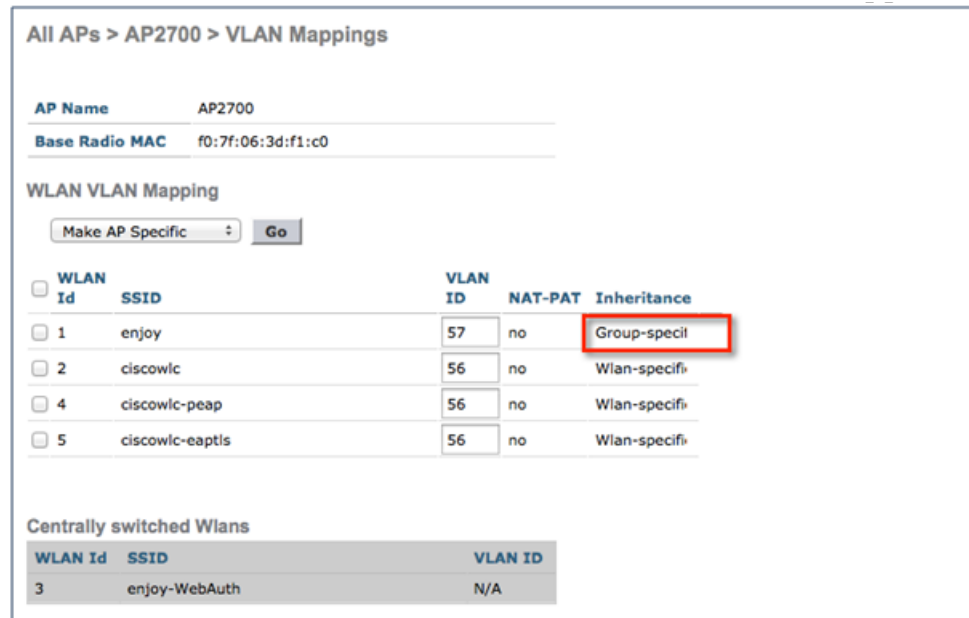 All APs > AP2700 > VLAN Mappings
AP Name AP2700
Base Radio MAC f0:7f:06:3d:f1:c0
WLAN VLAN Mapping
Make AP Specific Go
WLAN Id SSID VLAN ID NAT-PAT Inheritance
1 enjoy 57 no Group-specif
2 ciscowlc 56 no Wlan-specifi
4 ciscowlc-peap 56 no Wlan-specifi
5 ciscowlc-eaptls 56 no Wlan-specific
Centrally switched Wlans
WLAN Id SSID VLAN ID
3 enjoy-WebAuth N/A